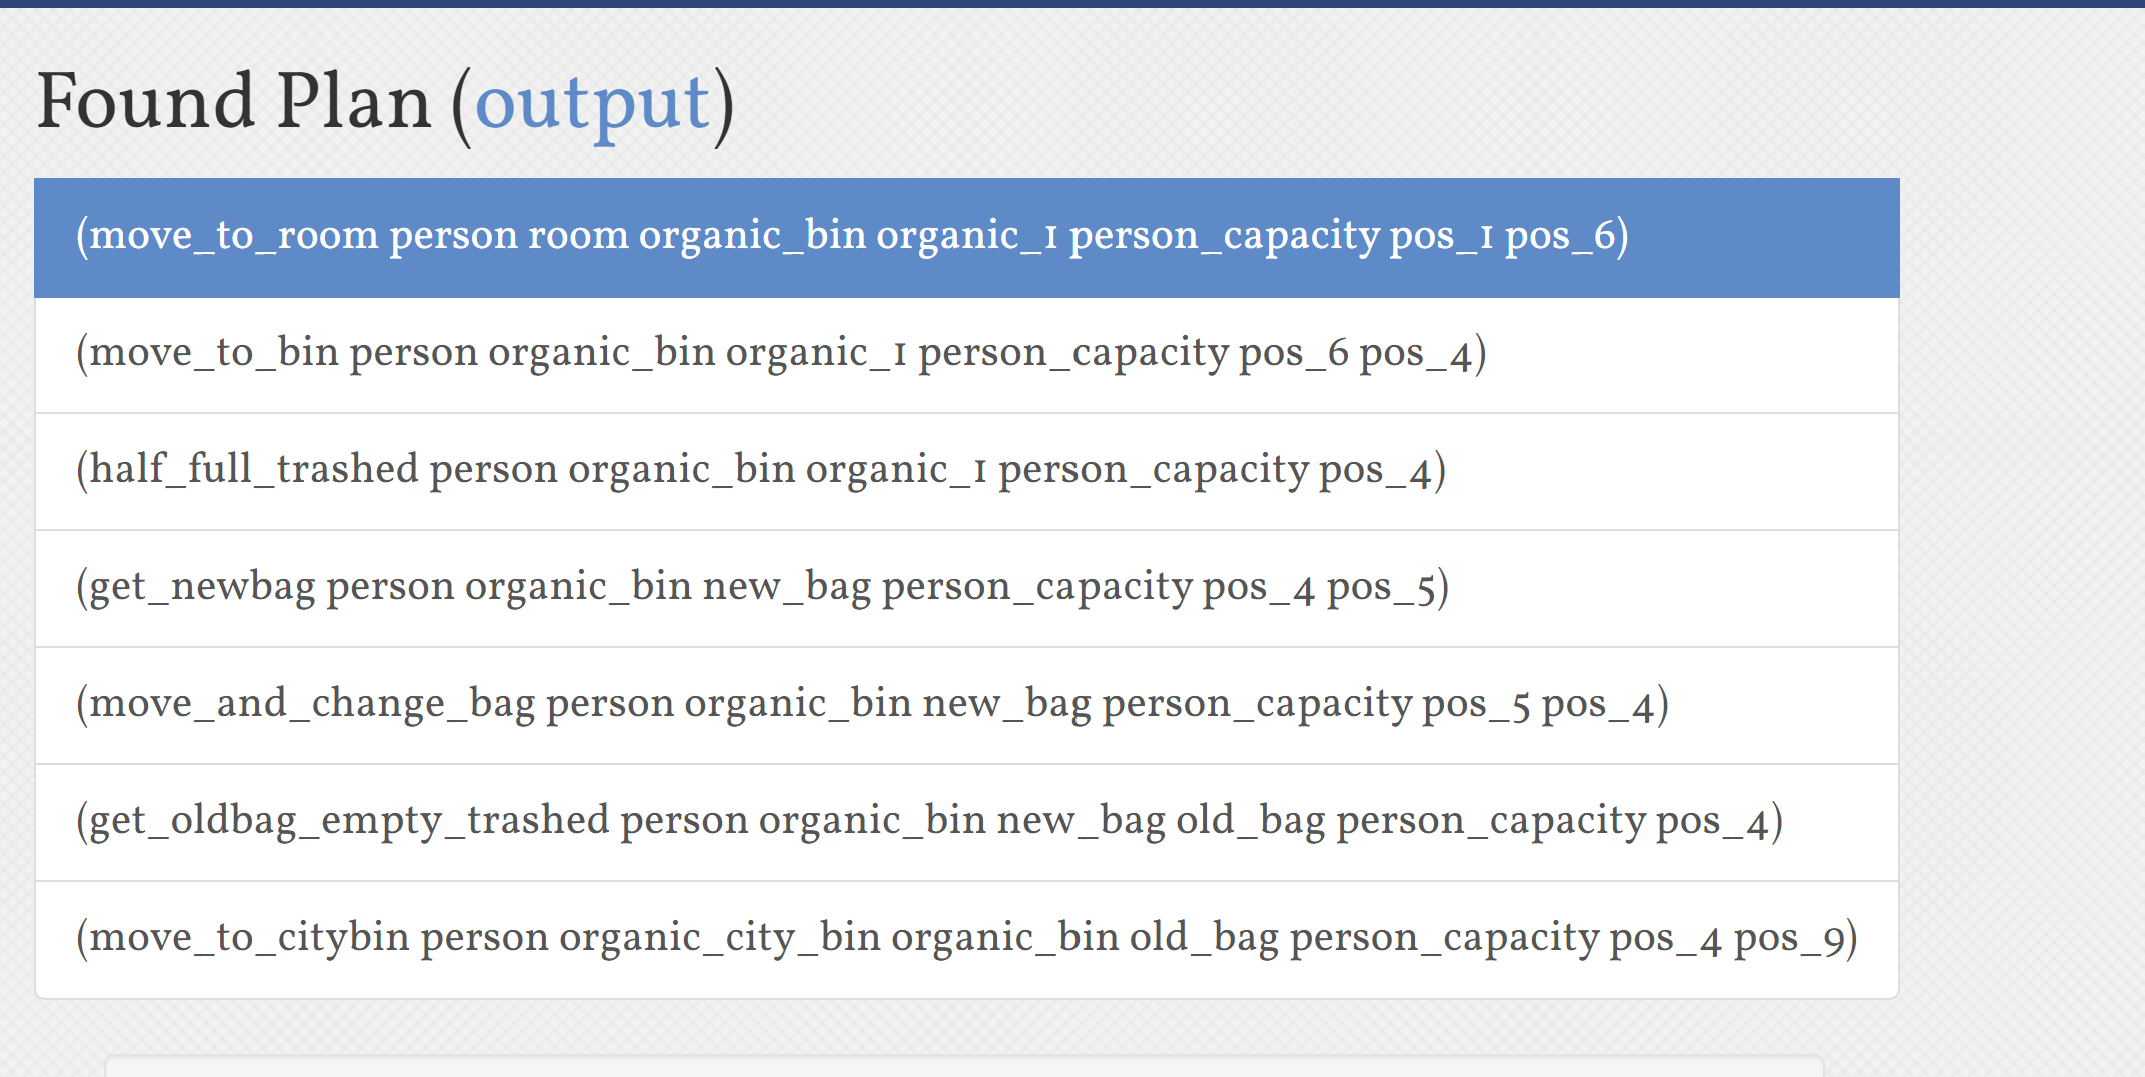 Found Plan (output)
(move_to_room person room organic_bin organic_1 person_capacity pos_1 pos_6)
(move_to_bin person organic_bin organic_1 person_capacity pos_6 pos_4)
(half_full_trashed person organic_bin organic_1 person_capacity pos_4)
(get_newbag person organic_bin new_bag person_capacity pos_4 pos_5)
(move_and_change_bag person organic_bin new_bag person_capacity pos_5 pos_4)
(get_oldbag_empty_trashed person organic_bin new_bag old_bag person_capacity pos_4)
(move_to_citybin person organic_city_bin organic_bin old_bag person_capacity pos_4 pos_9)